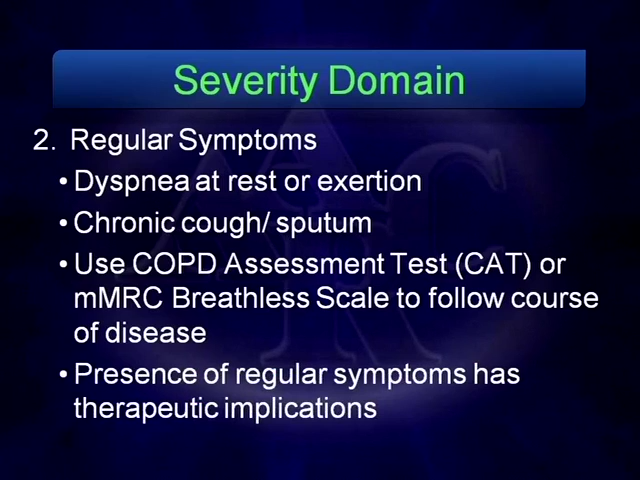 Severity Domain
2. Regular Symptoms
• Dyspnea at rest or exertion
• Chronic cough/ sputum
• Use COPD Assessment Test (CAT) or
mMRC Breathless Scale to follow course
of disease
• Presence of regular symptoms has
therapeutic implications